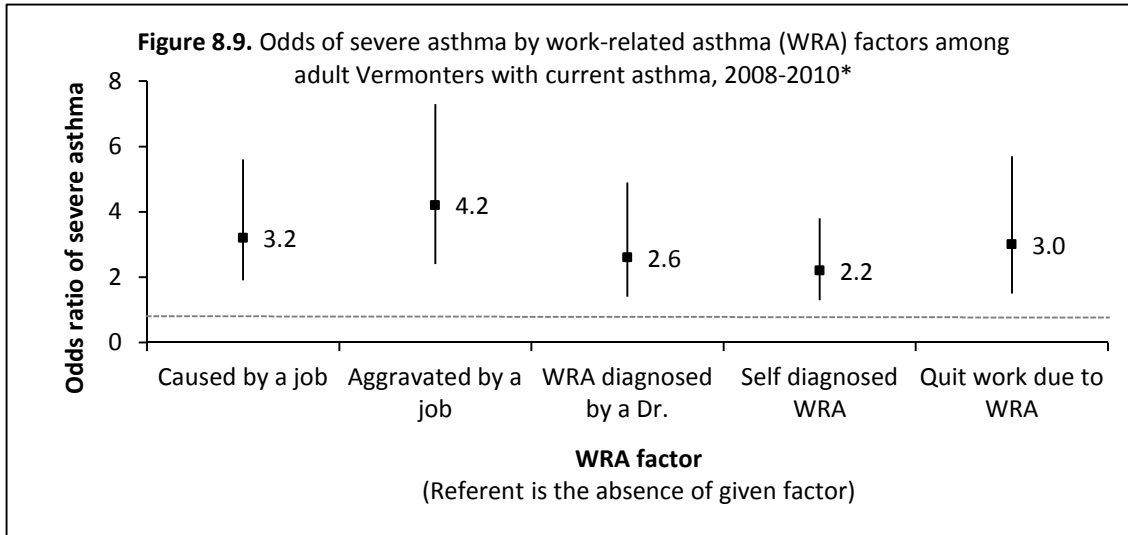 Figure 8.9. Odds of severe asthma by work-related asthma (WRA) factors among
adult Vermonters with current asthma, 2008-2010*
Odds ratio of severe asthma
8
6
4
2
0
3.2
4.2
2.6
2.2
3.0
Caused by a job
Aggravated by a
job
WRA diagnosed
by a Dr.
Self diagnosed
WRA
Quit work due to
WRA
WRA factor
(Referent is the absence of given factor)